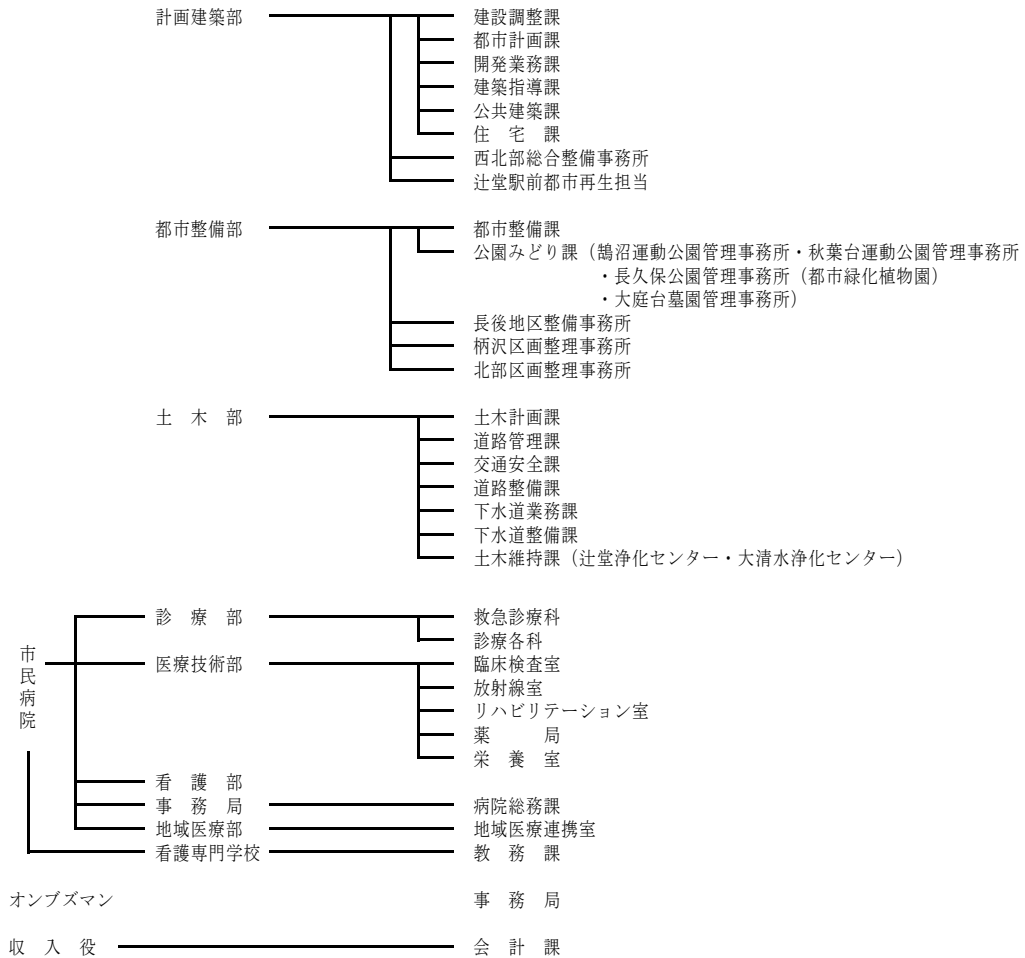 計画建築部 建設調整課
都市計画課
開発業務課
建築指導課
公共建築課
住　宅　課
西北部総合整備事務所
辻堂駅前都市再生担当
都市整備部 都市整備課
公園みどり課（鵠沼運動公園管理事務所・秋葉台運動公園管理事務所
・長久保公園管理事務所（都市緑化植物園）
・大庭台墓園管理事務所）
長後地区整備事務所
柄沢区画整理事務所
北部区画整理事務所
土　木　部 土木計画課
道路管理課
交通安全課
道路整備課
下水道業務課
下水道整備課
土木維持課（辻堂浄化センター・大清水浄化センター）
市民病院
診　療　部 救急診療科
診療各科
医療技術部 臨床検査室
放射線室
リハビリテーション室
薬　　　局
栄　養　室
看　護　部
事　務　局 病院総務課
地域医療部 地域医療連携室
看護専門学校 教　務　課
オンブズマン 事　務　局
収　入　役 会　計　課